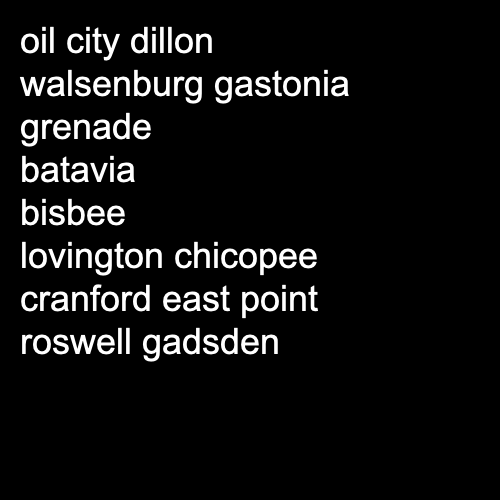 oil city dillon
walsenburg gastonia
grenade
batavia
bisbee
lovington chicopee
cranford east point
roswell gadsden